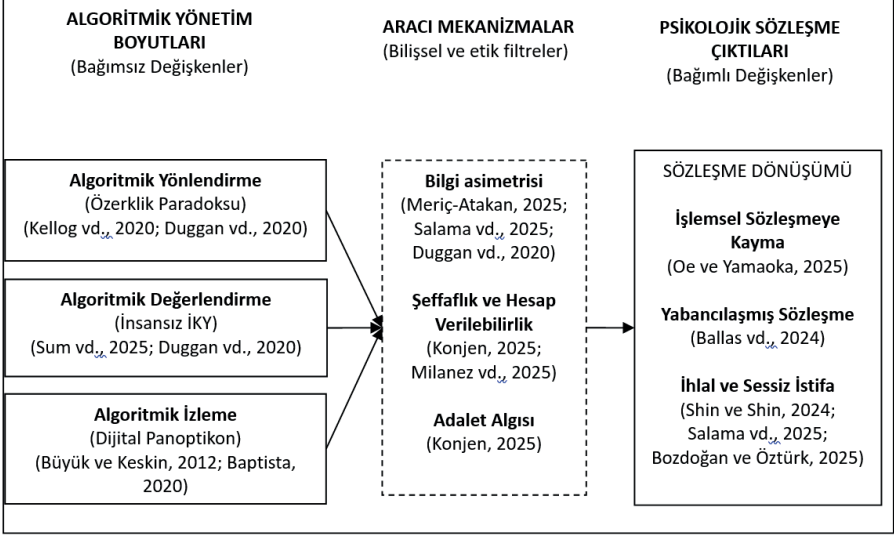 ALGORİTMİK YÖNETİM
BOYUTLARI
(Bağımsız Değişkenler)
ARACI MEKANİZMALAR
(Bilişsel ve etik filtreler)
PSİKOLOJİK SÖZLEŞME
ÇIKTILARI
(Bağımlı Değişkenler)
Algoritmik Yönlendirme
(Özerklik Paradoksu)
(Kellog vd., 2020; Duggan vd., 2020)
Algoritmik Değerlendirme
(İnsansız İKY)
(Sum vd., 2025; Duggan vd., 2020)
Algoritmik İzleme
(Dijital Panoptikon)
(Büyük ve Keskin, 2012; Baptista,
2020)
Bilgi asimetrisi
(Meriç-Atakan, 2025;
Salama vd., 2025;
Duggan vd., 2020)
Şeffaflık ve Hesap
Verilebilirlik
(Konjen, 2025;
Milanez vd., 2025)
Adalet Algısı
(Konjen, 2025)
SÖZLEŞME DÖNÜŞÜMÜ
İşlemsel Sözleşmeye
Kayma
(Oe ve Yamaoka, 2025)
Yabancılaşmış Sözleşme
(Ballas vd., 2024)
İhlal ve Sessiz İstifa
(Shin ve Shin, 2024;
Salama vd., 2025;
Bozdoğan ve Öztürk, 2025)